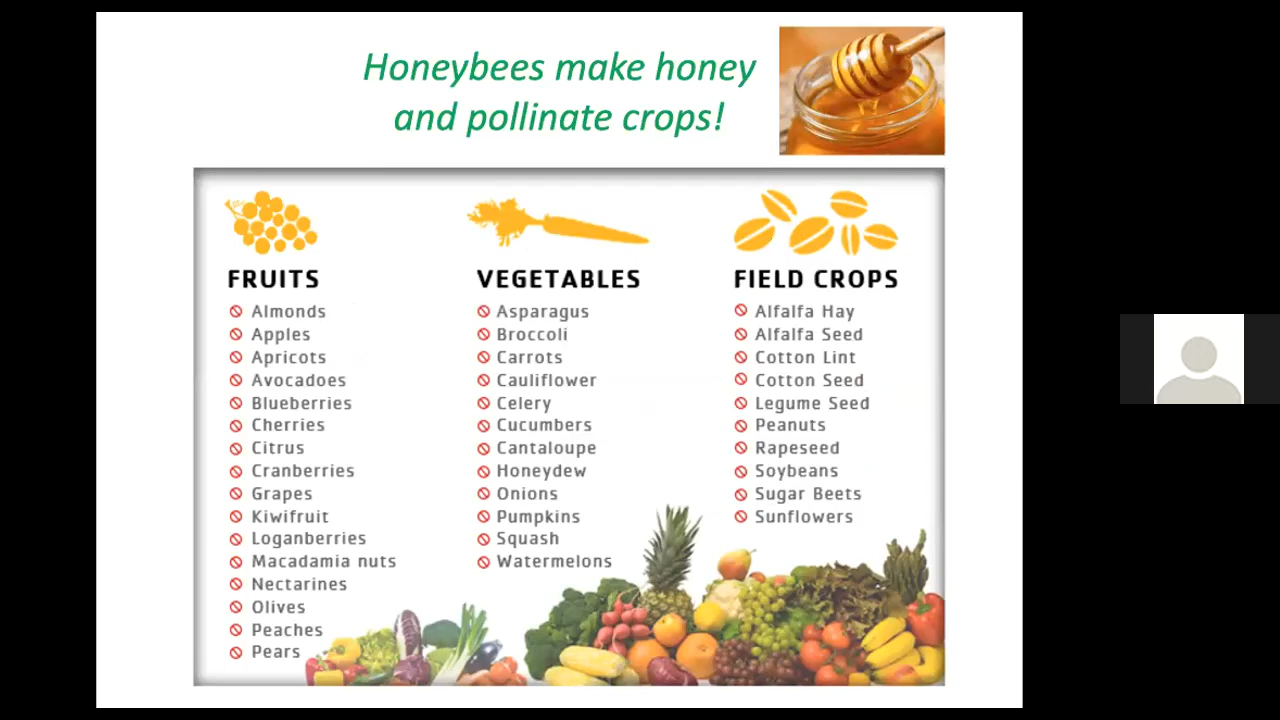 Honeybees make honey
and pollinate crops!
FRUITS
Almonds
Apples
Apricots
Avocadoes
Blueberries
Cherries
Citrus
Cranberries
Grapes
Kiwifruit
Loganberries
Macadamia nuts
Nectarines
Olives
Peaches
Pears
VEGETABLES
Asparagus
Broccoli
Carrots
Cauliflower
Celery
Cucumbers
Cantaloupe
Honeydew
Onions
Pumpkins
Squash
Watermelons
FIELD CROPS
Alfalfa Hay
Alfalfa Seed
Cotton Lint
Cotton Seed
Legume Seed
Peanuts
Rapeseed
Soybeans
Sugar Beets
Sunflowers